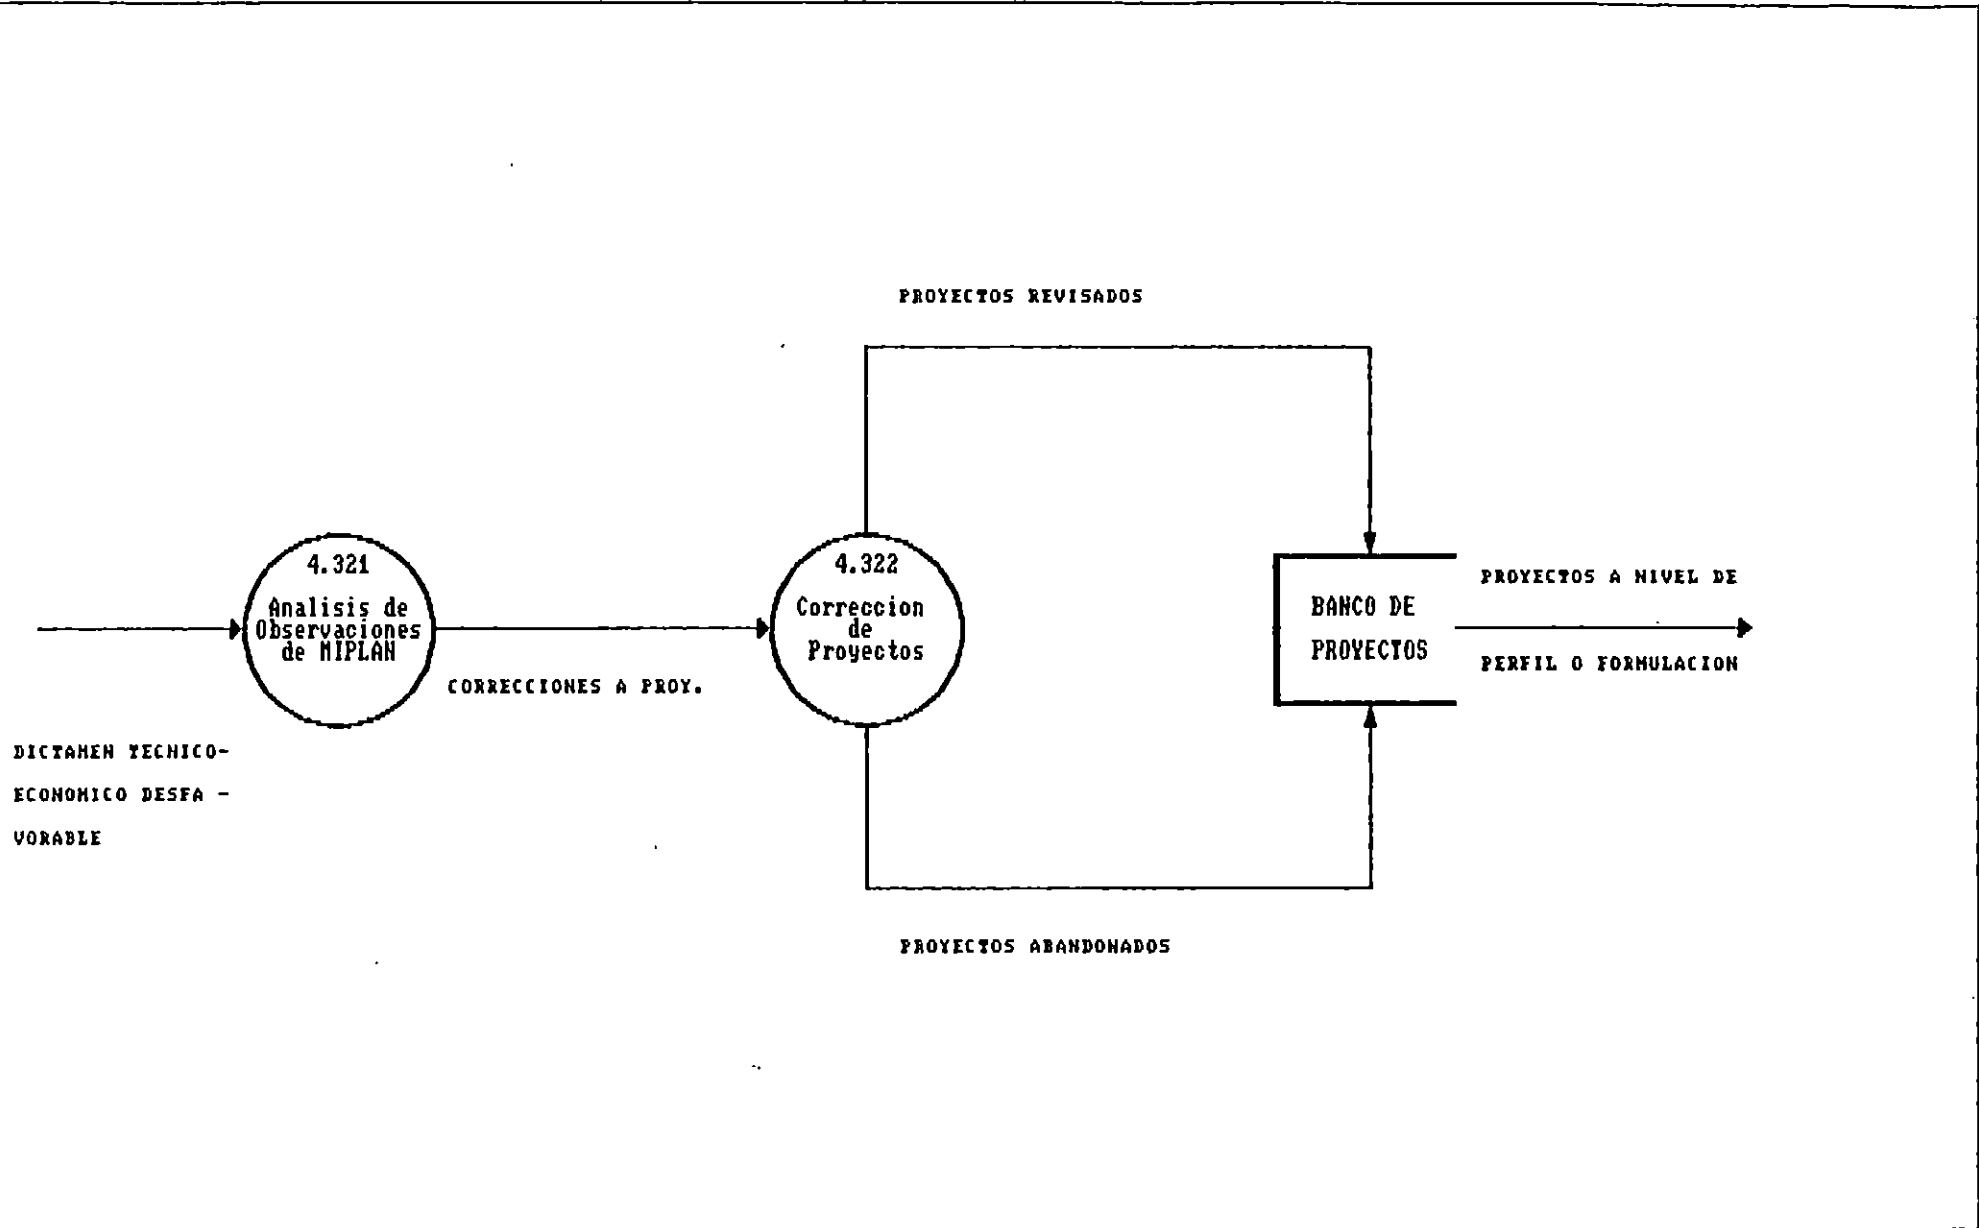 PROYECTOS REVISADOS
4.321
Analisis de
Observaciones
de MIPLAN
4.322
Correccion
de
Proyectos
CORRECCIONES A PROY.
BANCO DE
PROYECTOS
PROYECTOS A NIVEL DE
PERFIL O FORMULACION
DICTAMEN TECNICO-
ECONOMICO DESFA -
VORABLE
PROYECTOS ABANDONADOS